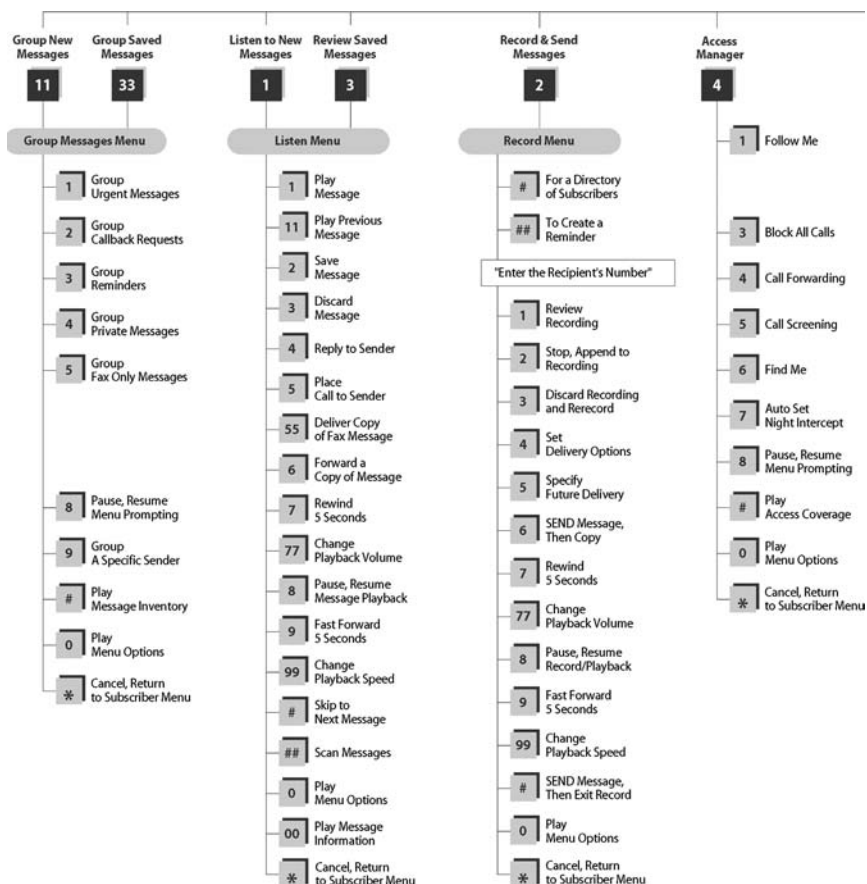 Group New
Messages
11
Group Saved
Messages
33
Group Messages Menu
1
Group
Urgent Messages
2
Group
Callback Requests
3
Group
Reminders
4
Group
Private Messages
5
Group
Fax Only Messages
8
Pause, Resume
Menu Prompting
9
Group
A Specific Sender
#
Play
Message Inventory
0
Play
Menu Options
*
Cancel, Return
to Subscriber Menu
Listen to New
Messages
1
Review Saved
Messages
3
Listen Menu
1
Play
Message
11
Play Previous
Message
2
Save
Message
3
Discard
Message
4
Reply to Sender
5
Place
Call to Sender
55
Deliver Copy
of Fax Message
6
Forward a
Copy of Message
7
Rewind
5 Seconds
77
Change
Playback Volume
8
Pause, Resume
Message Playback
9
Fast Forward
5 Seconds
99
Change
Playback Speed
#
Skip to
Next Message
##
Scan Messages
0
Play
Menu Options
00
Play Message
Information
*
Cancel, Return
to Subscriber Menu
Record & Send
Messages
2
Record Menu
#
For a Directory
of Subscribers
##
To Create a
Reminder
"Enter the Recipient's Number"
1
Review
Recording
2
Stop, Append to
Recording
3
Discard Recording
and Rerecord
4
Set
Delivery Options
5
Specify
Future Delivery
6
SEND Message,
Then Copy
7
Rewind
5 Seconds
77
Change
Playback Volume
8
Pause, Resume
Record/Playback
9
Fast Forward
5 Seconds
99
Change
Playback Speed
#
SEND Message,
Then Exit Record
0
Play
Menu Options
*
Cancel, Return
to Subscriber Menu
Access
Manager
4
1
Follow Me
3
Block All Calls
4
Call Forwarding
5
Call Screening
6
Find Me
7
Auto Set
Night Intercept
8
Pause, Resume
Menu Prompting
#
Play
Access Coverage
0
Play
Menu Options
*
Cancel, Return
to Subscriber Menu